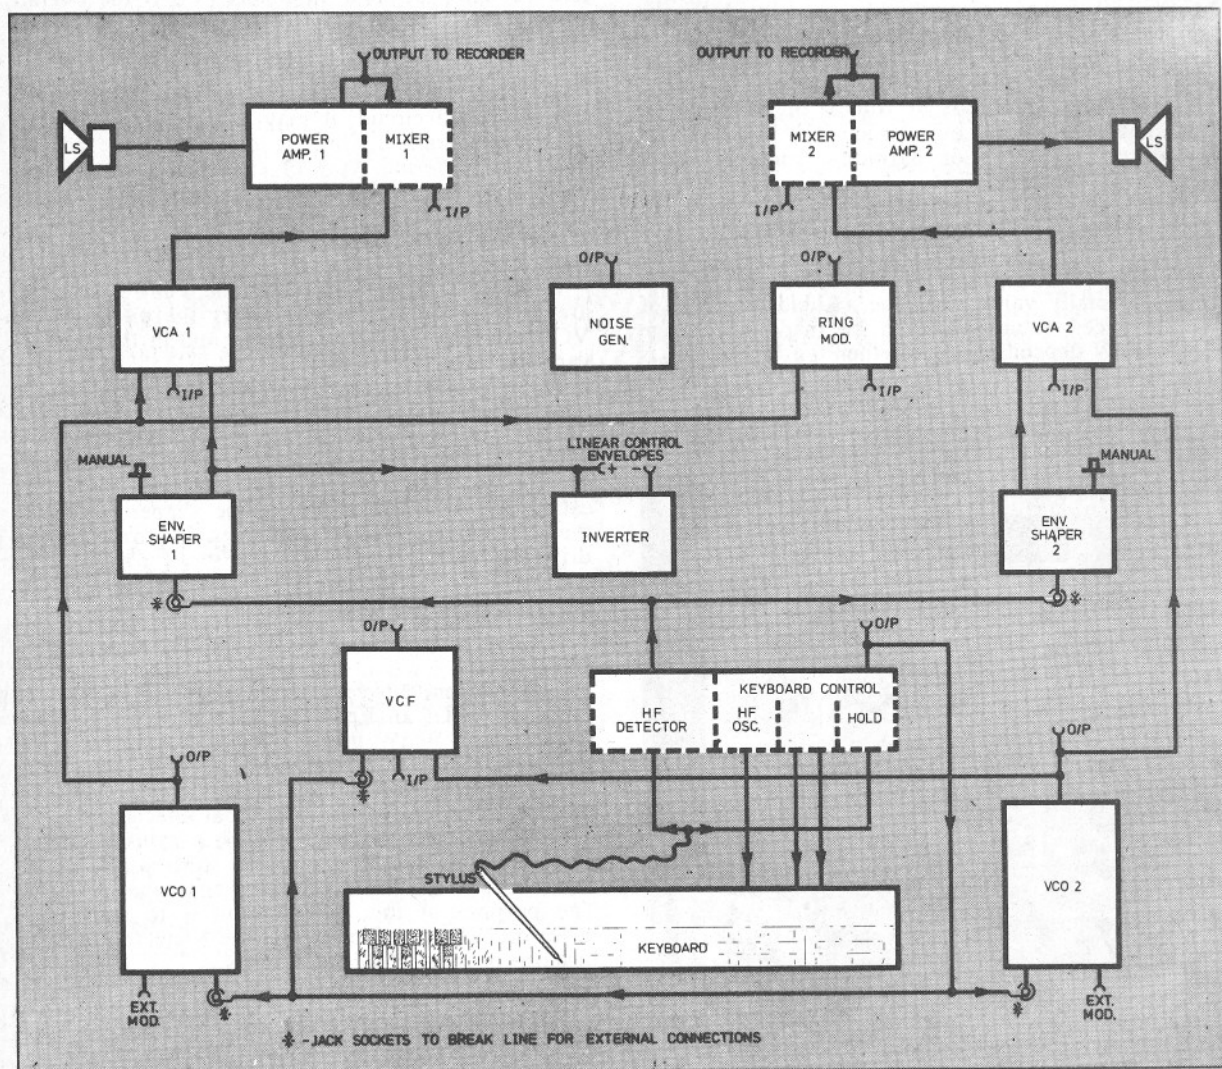 OUTPUT TO RECORDER
OUTPUT TO RECORDER
LS.
POWER
AMP. 1
MIXER
1
MIXER
2
POWER
AMP. 2
LS
I/P
I/P
O/P
O/P
VCA 1
NOISE
GEN.
RING
MOD.
VCA 2
I/P
I/P
I/P
LINEAR CONTROL
ENVELOPES
MANUAL
+ -
MANUAL
ENV.
SHAPER
1
INVERTER
ENV.
SHAPER
2
*
*
O/P
O/P
VCF
KEYBOARD CONTROL
HF
DETECTOR
HF
OSC.
HOLD
O/P
I/P
O/P
*
VCO 1
STYLUS
VCO 2
KEYBOARD
EXT.
MOD.
*
*
EXT.
MOD.
* -JACK SOCKETS TO BREAK LINE FOR EXTERNAL CONNECTIONS